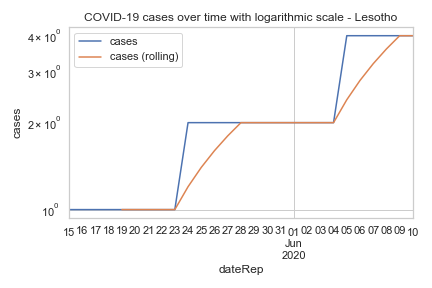 COVID-19 cases over time with logarithmic scale - Lesotho
cases
cases (rolling)
4 × 10⁰
3 × 10⁰
2 × 10⁰
10⁰
cases
15 16 17 18 19 20 21 22 23 24 25 26 27 28 29 30 31 01 02 03 04 05 06 07 08 09 10
Jun
2020
dateRep